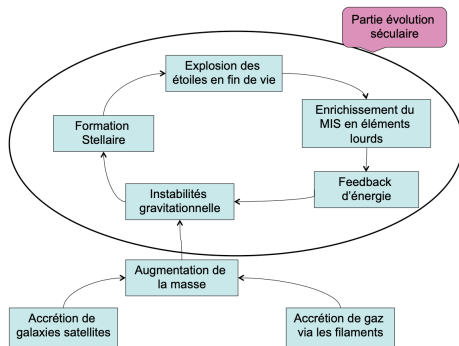 Partie évolution
séculaire
Explosion des
étoiles en fin de vie
Enrichissement du
MIS en éléments
lourds
Formation
Stellaire
Feedback
d'énergie
Instabilités
gravitationnelle
Augmentation de
la masse
Accrétion de
galaxies satellites
Accrétion de gaz
via les filaments